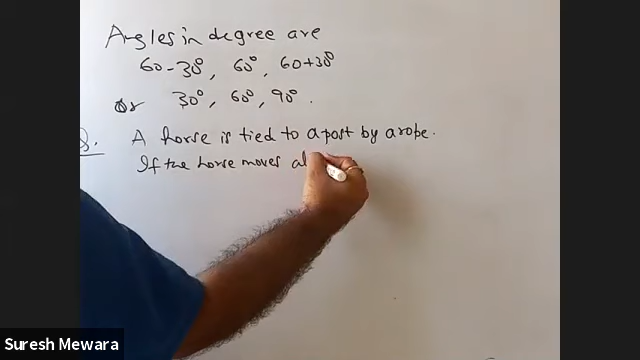 Angles in degree are
60-30°, 60°, 60+30°
Or 30°, 60°, 90°.
Q. A horse is tied to a post by a rope.
If the horse moves al
Suresh Mewara